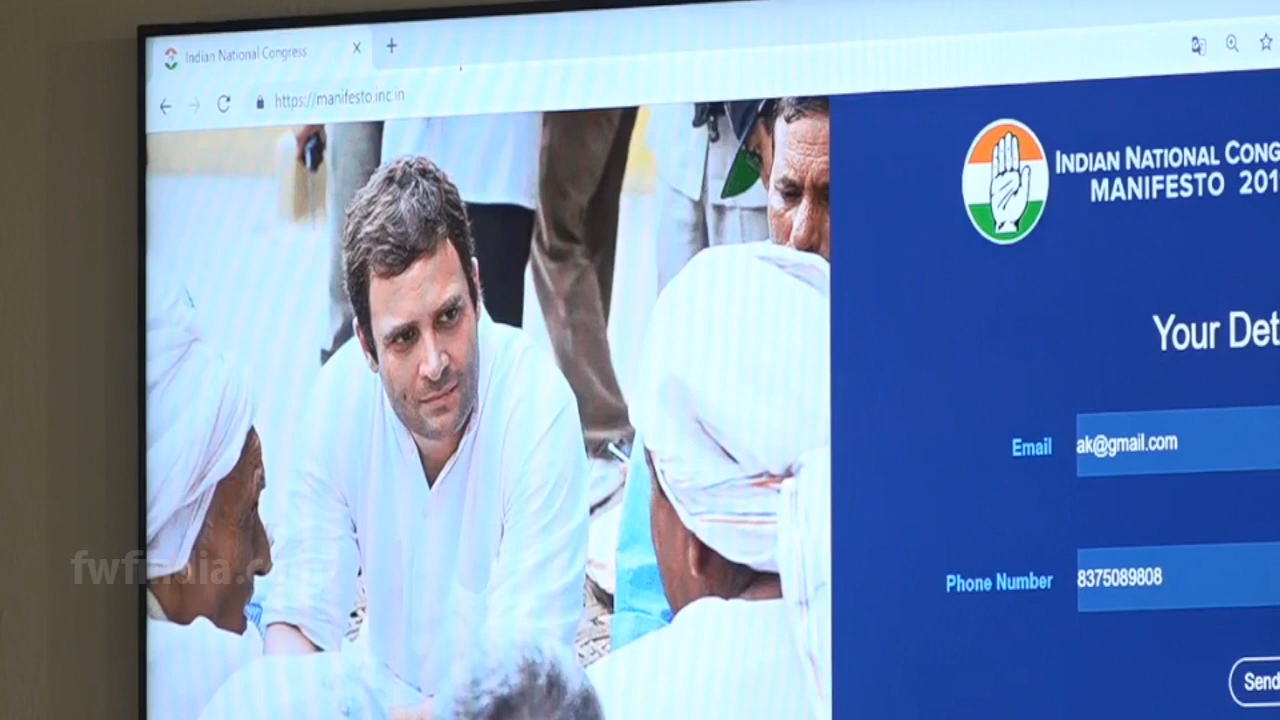 Indian National Congress
https://manifesto.inc.in
INDIAN NATIONAL CONG
MANIFESTO 201
Your Det
Email
ak@gmail.com
Phone Number
8375089808
Send
fwfindia.c